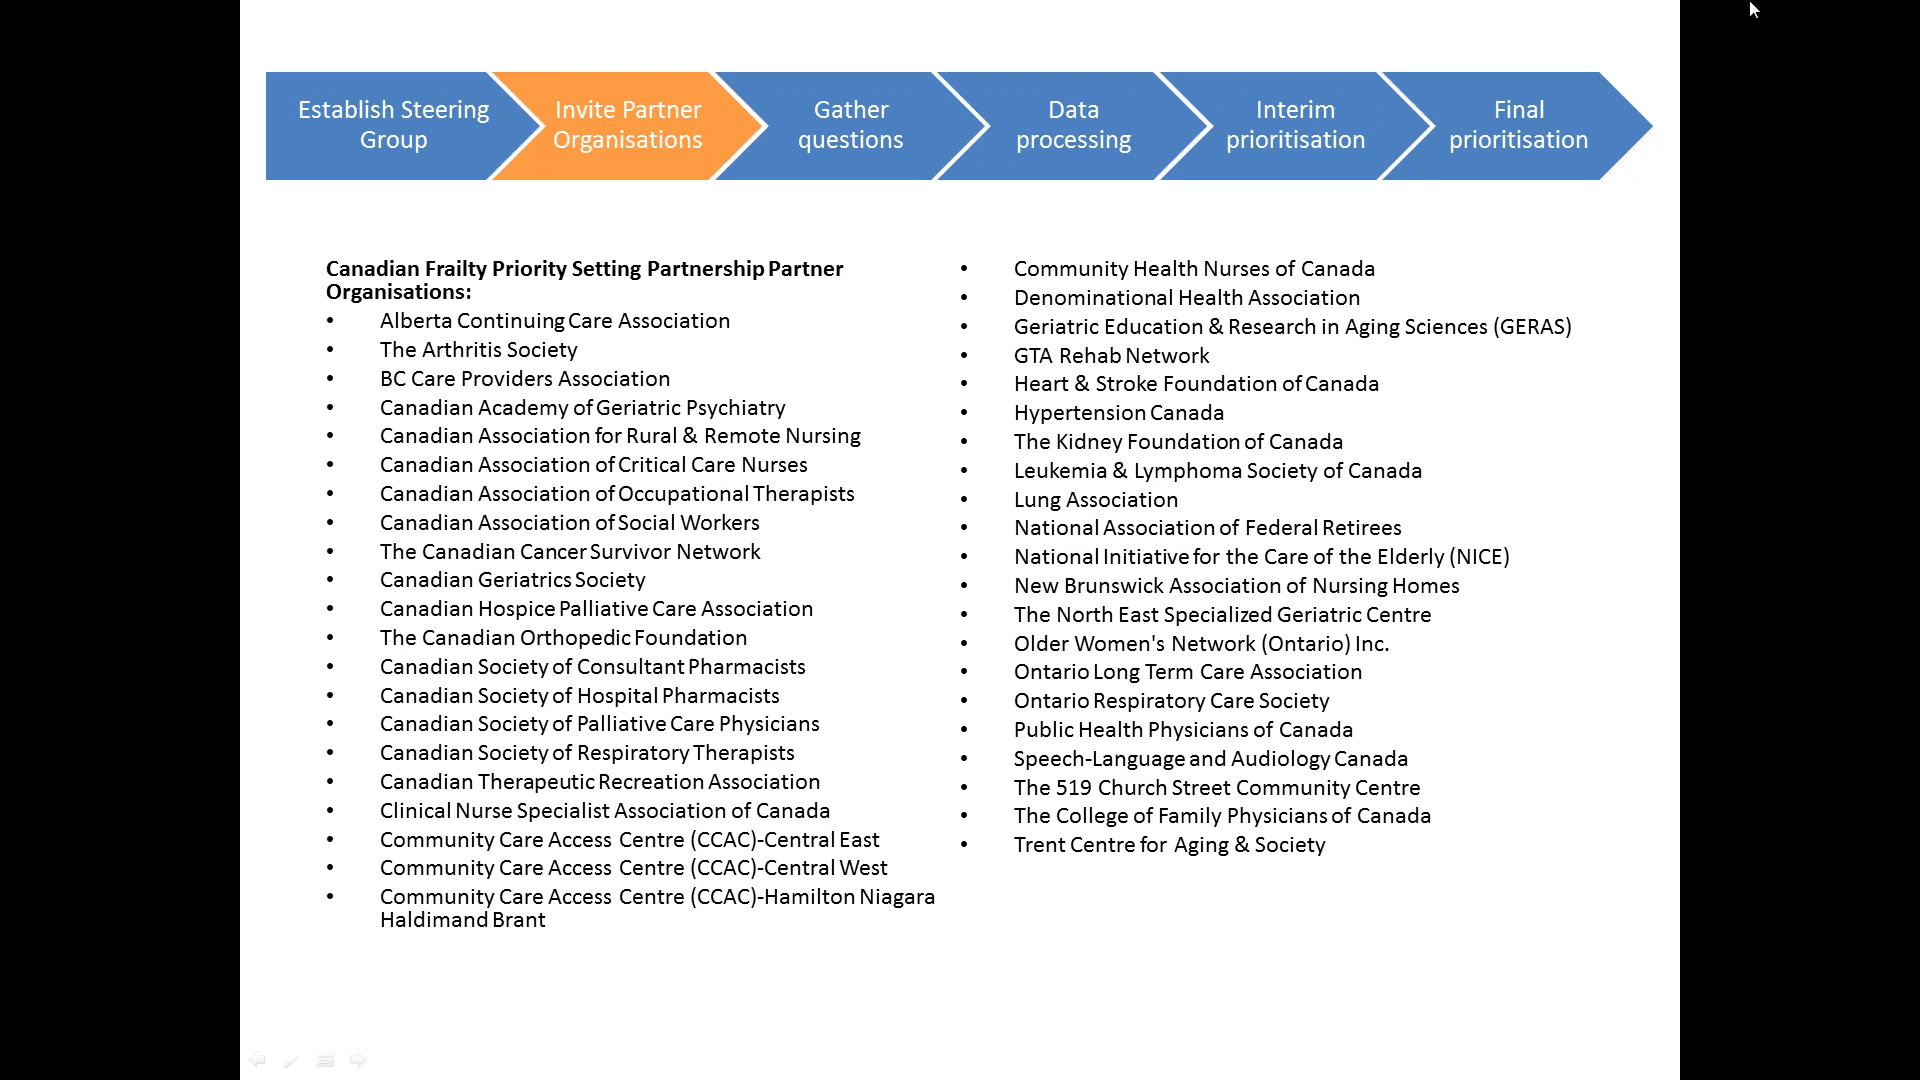 Establish Steering
Group
Invite Partner
Organisations
Gather
questions
Data
processing
Interim
prioritisation
Final
prioritisation
Canadian Frailty Priority Setting Partnership Partner
Organisations:
• Alberta Continuing Care Association
• The Arthritis Society
• BC Care Providers Association
• Canadian Academy of Geriatric Psychiatry
• Canadian Association for Rural & Remote Nursing
• Canadian Association of Critical Care Nurses
• Canadian Association of Occupational Therapists
• Canadian Association of Social Workers
• The Canadian Cancer Survivor Network
• Canadian Geriatrics Society
• Canadian Hospice Palliative Care Association
• The Canadian Orthopedic Foundation
• Canadian Society of Consultant Pharmacists
• Canadian Society of Hospital Pharmacists
• Canadian Society of Palliative Care Physicians
• Canadian Society of Respiratory Therapists
• Canadian Therapeutic Recreation Association
• Clinical Nurse Specialist Association of Canada
• Community Care Access Centre (CCAC)-Central East
• Community Care Access Centre (CCAC)-Central West
• Community Care Access Centre (CCAC)-Hamilton Niagara
Haldimand Brant
• Community Health Nurses of Canada
• Denominational Health Association
• Geriatric Education & Research in Aging Sciences (GERAS)
• GTA Rehab Network
• Heart & Stroke Foundation of Canada
• Hypertension Canada
• The Kidney Foundation of Canada
• Leukemia & Lymphoma Society of Canada
• Lung Association
• National Association of Federal Retirees
• National Initiative for the Care of the Elderly (NICE)
• New Brunswick Association of Nursing Homes
• The North East Specialized Geriatric Centre
• Older Women's Network (Ontario) Inc.
• Ontario Long Term Care Association
• Ontario Respiratory Care Society
• Public Health Physicians of Canada
• Speech-Language and Audiology Canada
• The 519 Church Street Community Centre
• The College of Family Physicians of Canada
• Trent Centre for Aging & Society